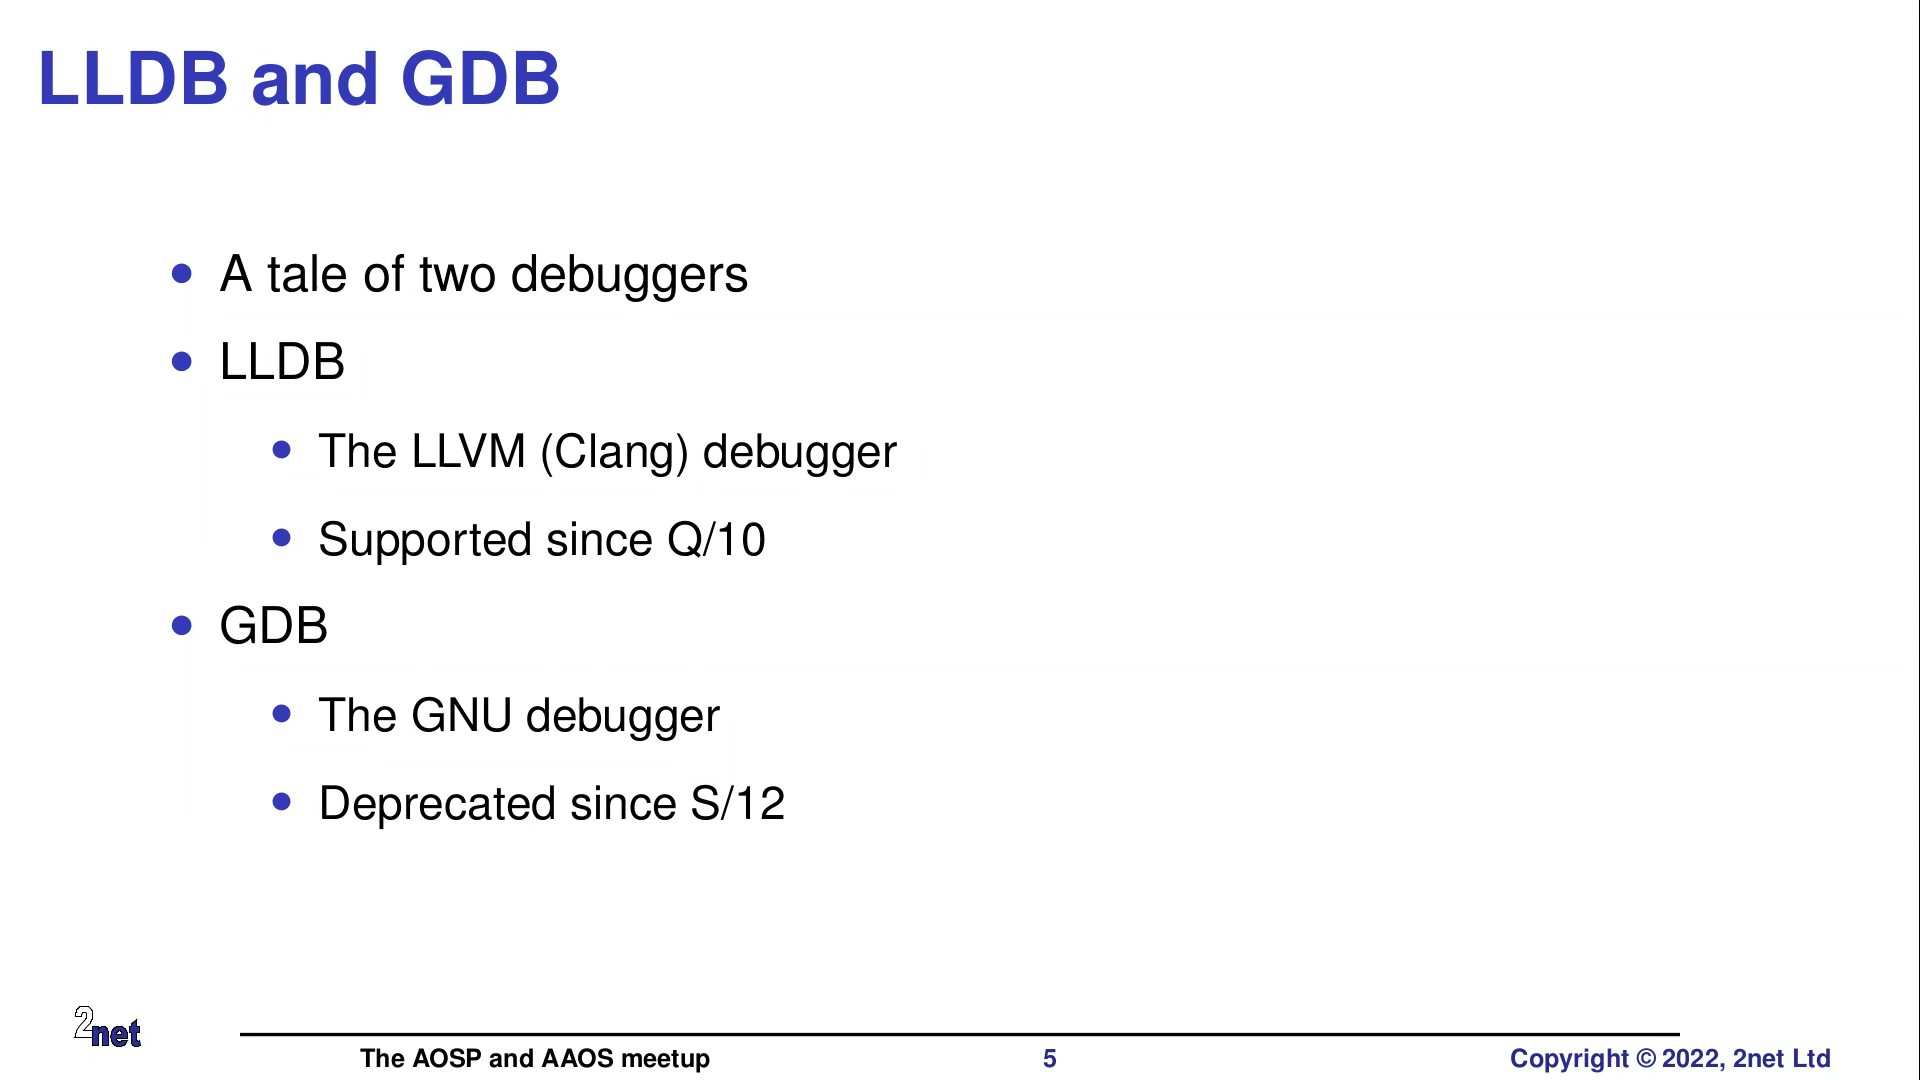 LLDB and GDB
• A tale of two debuggers
• LLDB
• The LLVM (Clang) debugger
• Supported since Q/10
• GDB
• The GNU debugger
• Deprecated since S/12
2net
The AOSP and AAOS meetup 5 Copyright © 2022, 2net Ltd